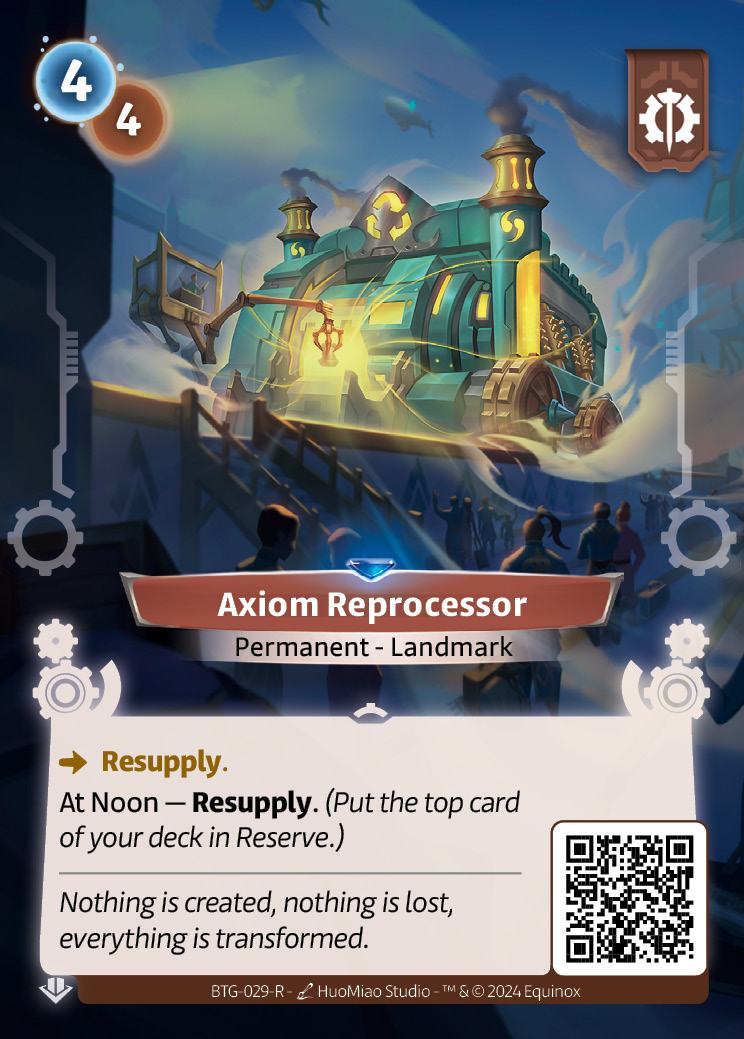 4
4
Axiom Reprocessor
Permanent - Landmark
Resupply.
At Noon — Resupply. (Put the top card
of your deck in Reserve.)
Nothing is created, nothing is lost,
everything is transformed.
BTG-029-R - HuoMiao Studio - ™ & © 2024 Equinox